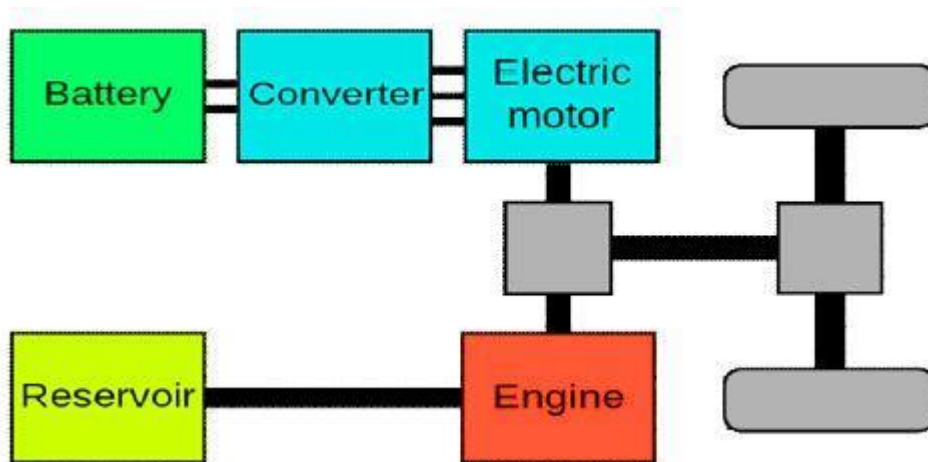 Battery
Converter
Electric
motor
Reservoir
Engine